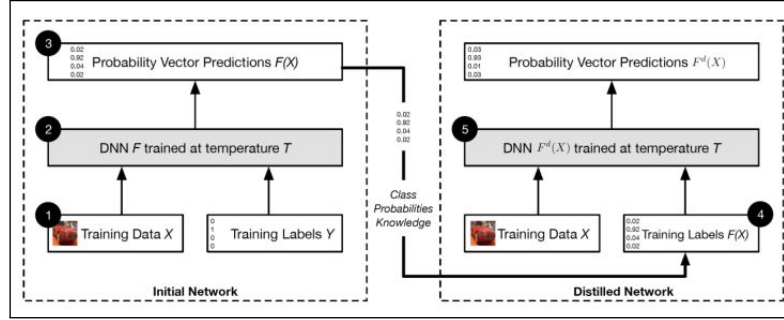 3
0.02
0.92
0.04
0.02
Probability Vector Predictions F(X)
2
DNN F trained at temperature T
1
Training Data X
0
1
0
0
Training Labels Y
Initial Network
0.02
0.92
0.04
0.02
Class
Probabilities
Knowledge
0.03
0.93
0.01
0.03
Probability Vector Predictions F^d(X)
5
DNN F^d(X) trained at temperature T
Training Data X
4
0.02
0.92
0.04
0.02
Training Labels F(X)
Distilled Network